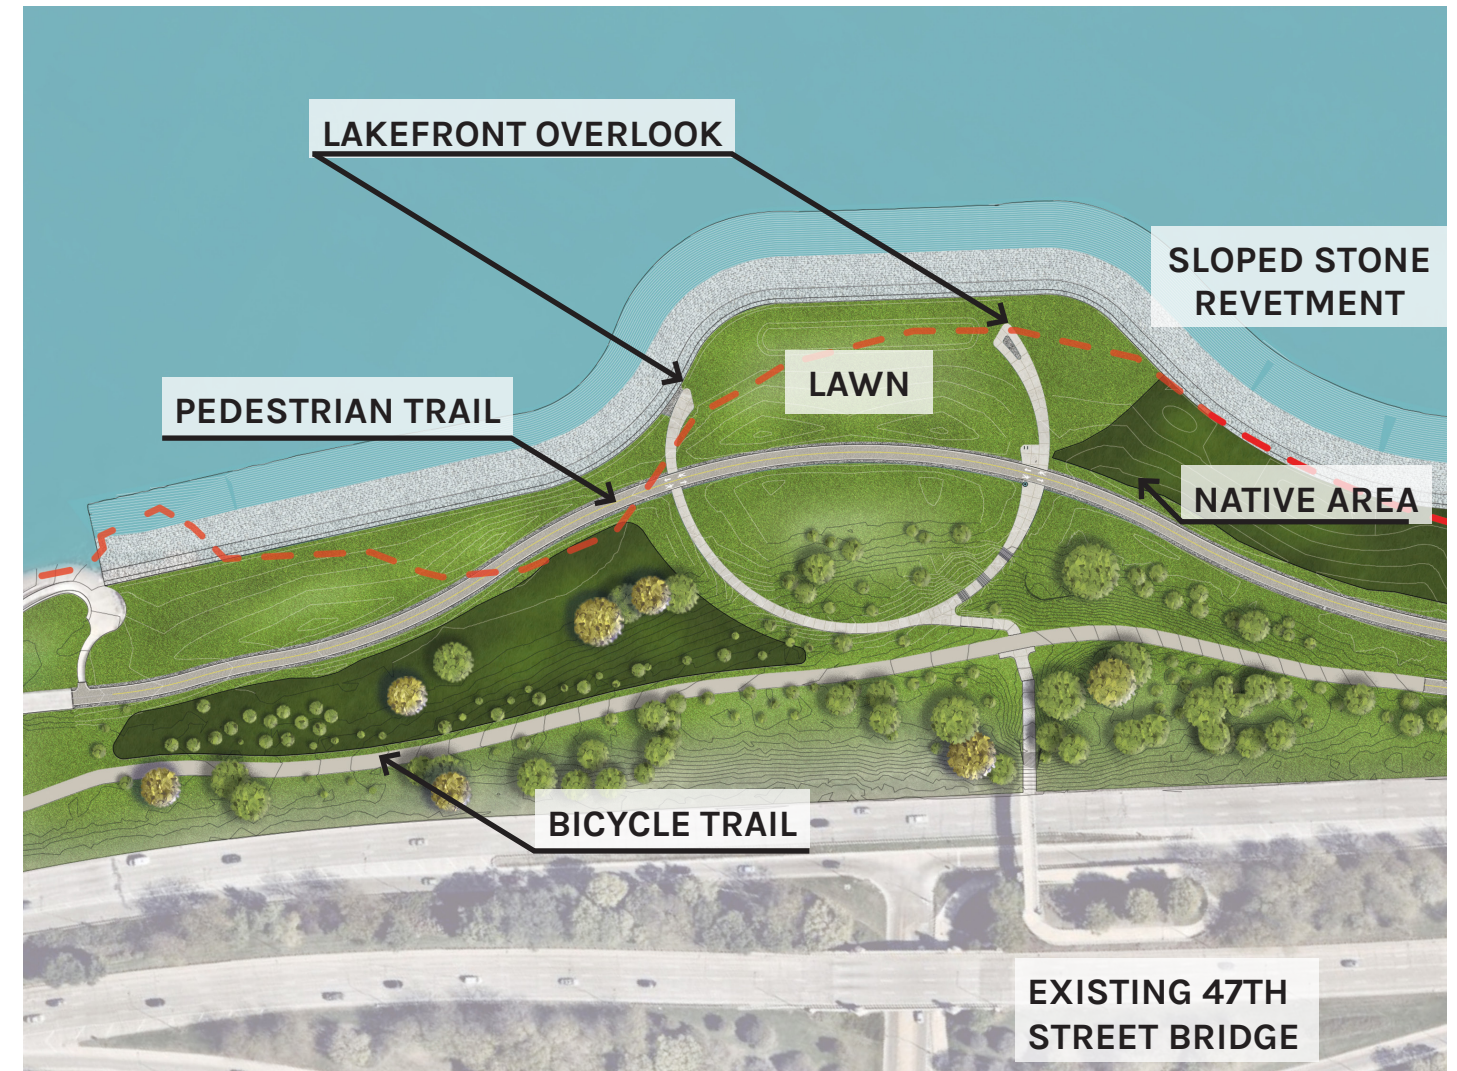 LAKEFRONT OVERLOOK
SLOPED STONE
REVETMENT
LAWN
PEDESTRIAN TRAIL
NATIVE AREA
BICYCLE TRAIL
EXISTING 47TH
STREET BRIDGE